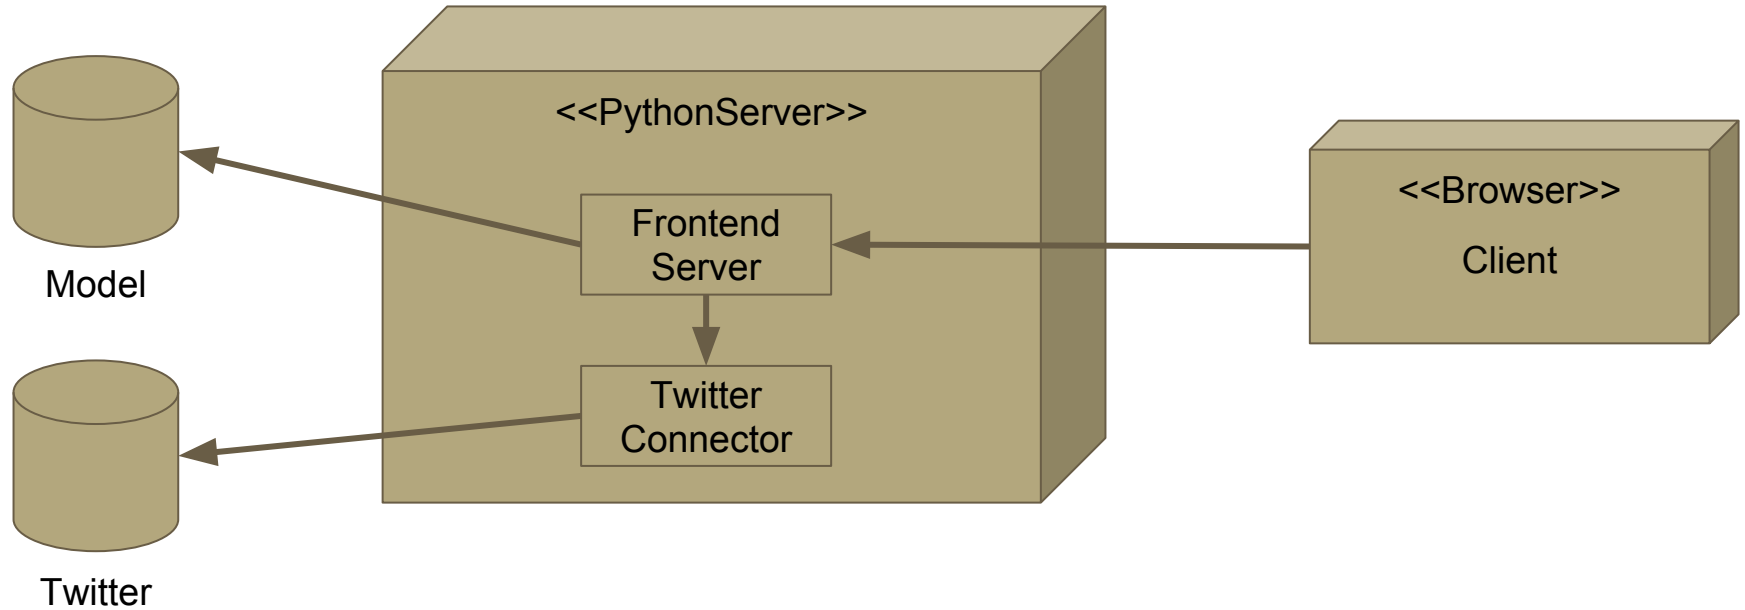 <<PythonServer>>
Frontend
Server
Twitter
Connector
<<Browser>>
Client
Model
Twitter